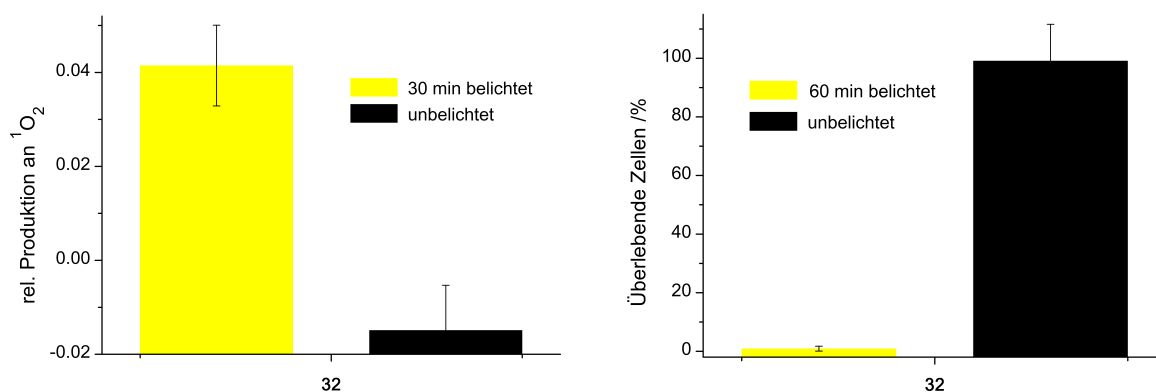 rel. Produktion an ¹O₂
0.04
0.02
0.00
-0.02
30 min belichtet
unbelichtet
32
Überlebende Zellen /%
100
80
60
40
20
0
60 min belichtet
unbelichtet
32